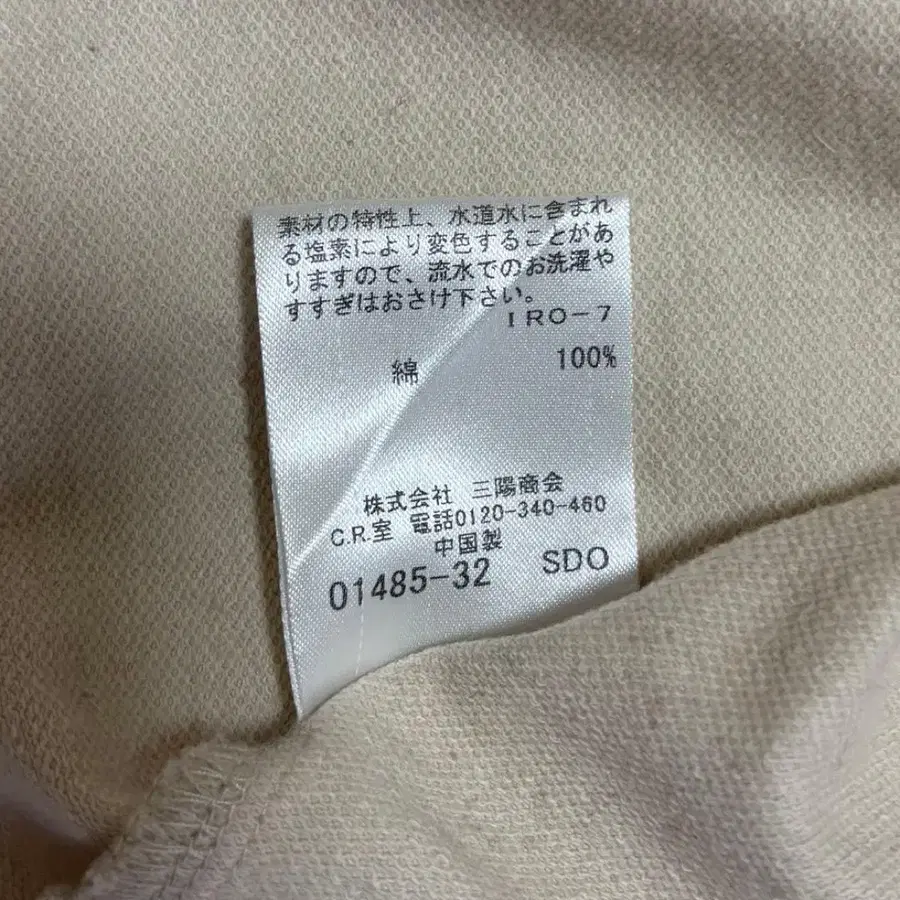 素材の特性上、水道水に含まれ
る塩素により変色することがあ
りますので、流水でのお洗濯や
すすぎはおさけ下さい。
IRO-7
綿 100%
株式会社 三陽商会
C.R.室 電話0120-340-460
中国製
01485-32 SDO